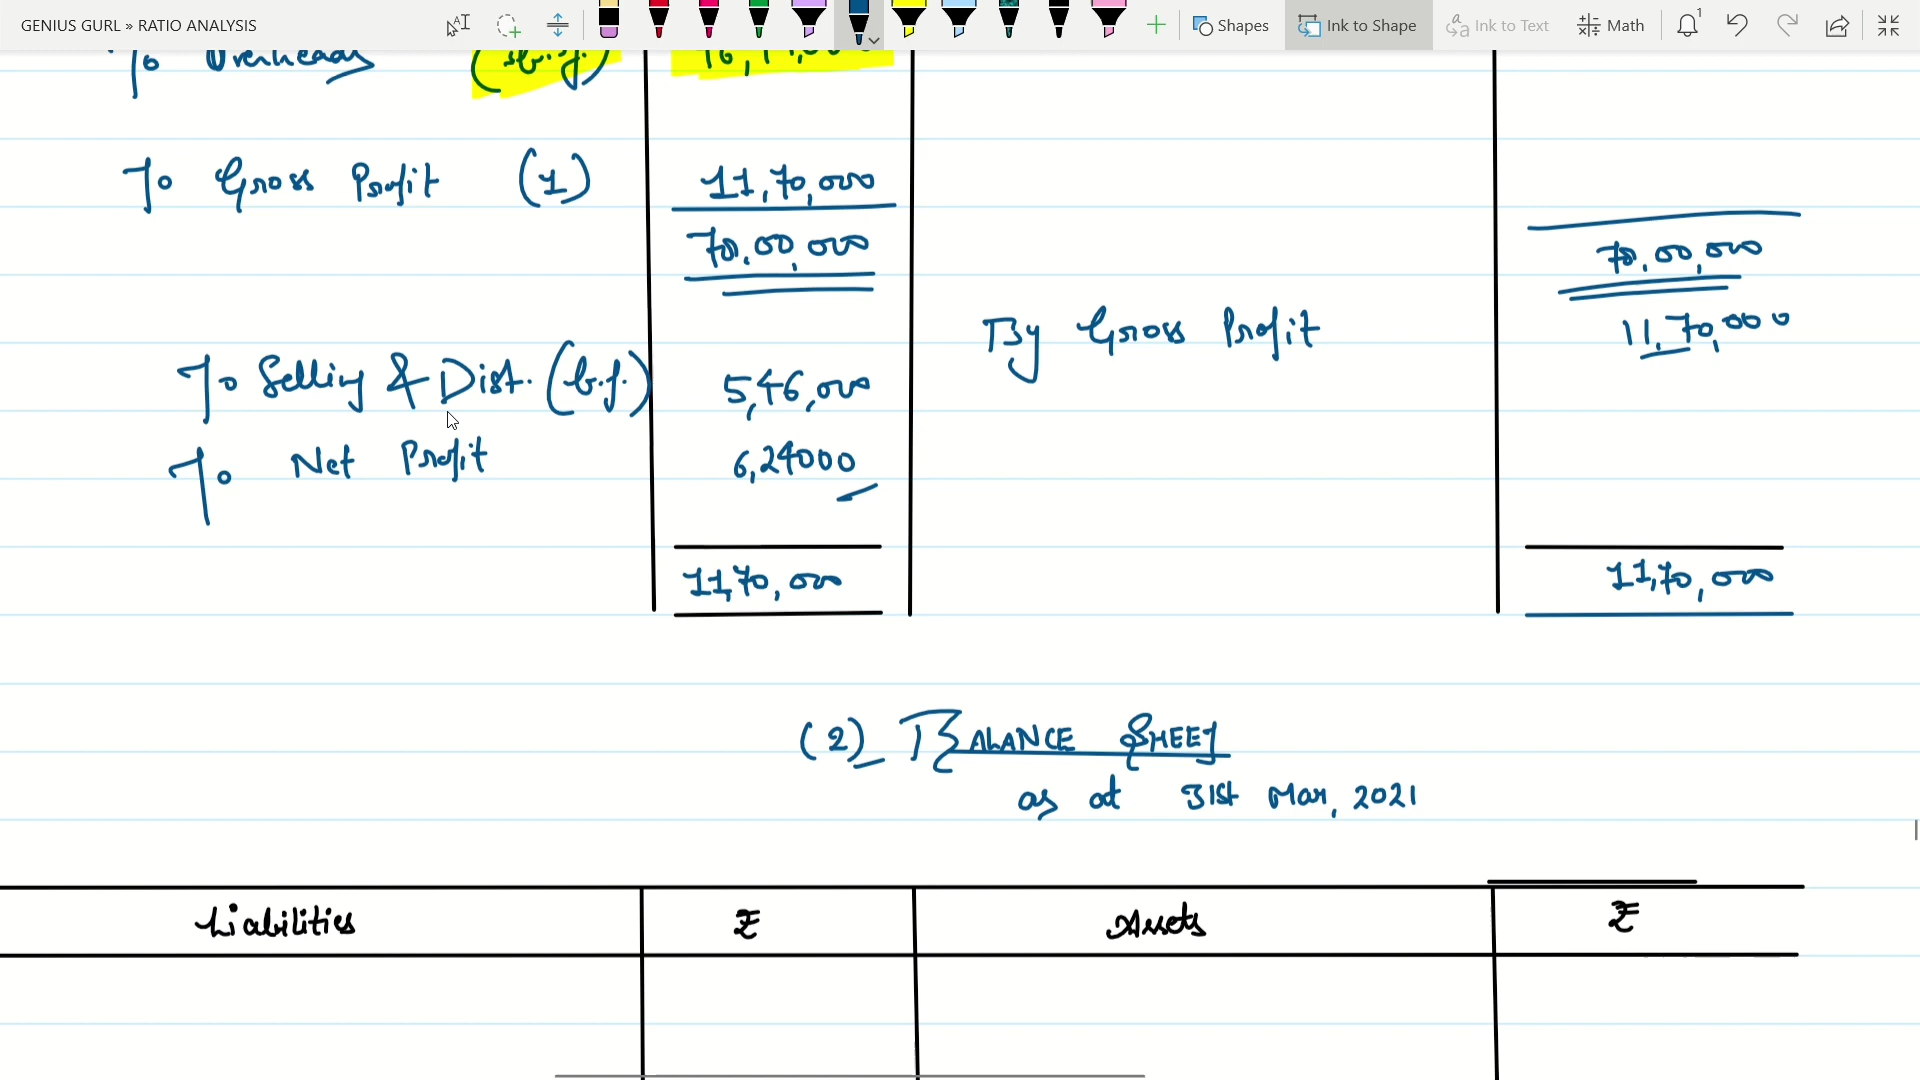 GENIUS GURL » RATIO ANALYSIS
Shapes Ink to Shape Ink to Text Math 1
To Overheads (b.f.)
To Gross Profit (1) 11,70,000
70,00,000 70,00,000
By Gross Profit 11,70,000
To Selling & Dist. (b.f.) 5,46,000
To Net Profit 6,24000
11,70,000 11,70,000
(2) BALANCE SHEET
as at 31st Mar, 2021
Liabilities ₹ Assets ₹